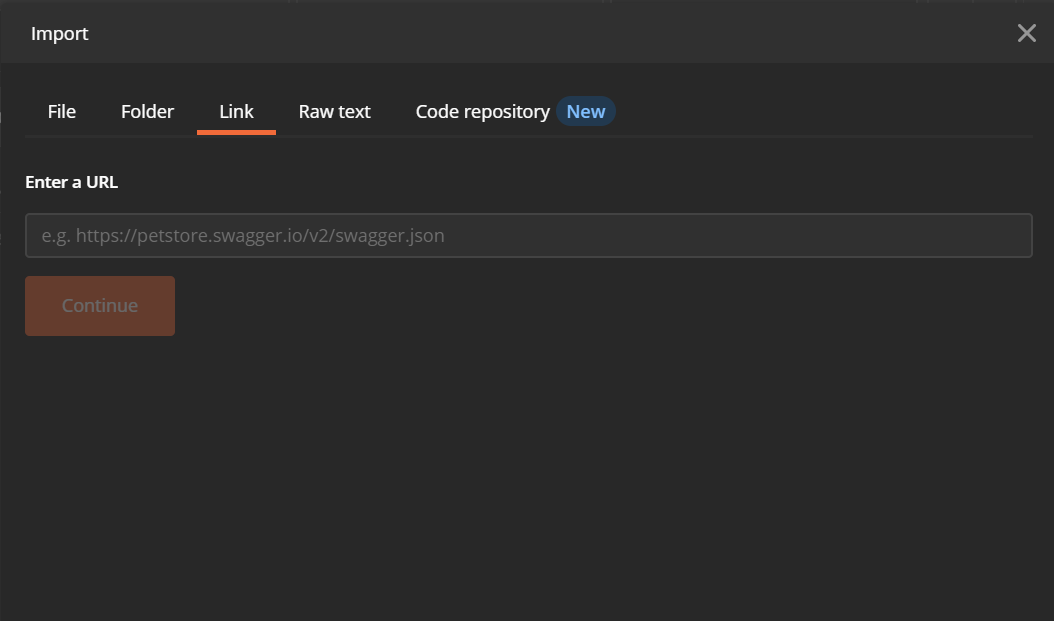 Import
File Folder Link Raw text Code repository New
Enter a URL
e.g. https://petstore.swagger.io/v2/swagger.json
Continue